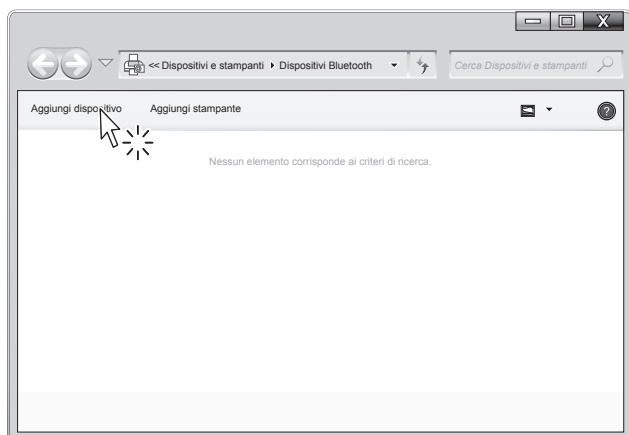 X
<< Dispositivi e stampanti Dispositivi Bluetooth Cerca Dispositivi e stampanti
Aggiungi dispositivo Aggiungi stampante ?
Nessun elemento corrisponde ai criteri di ricerca.